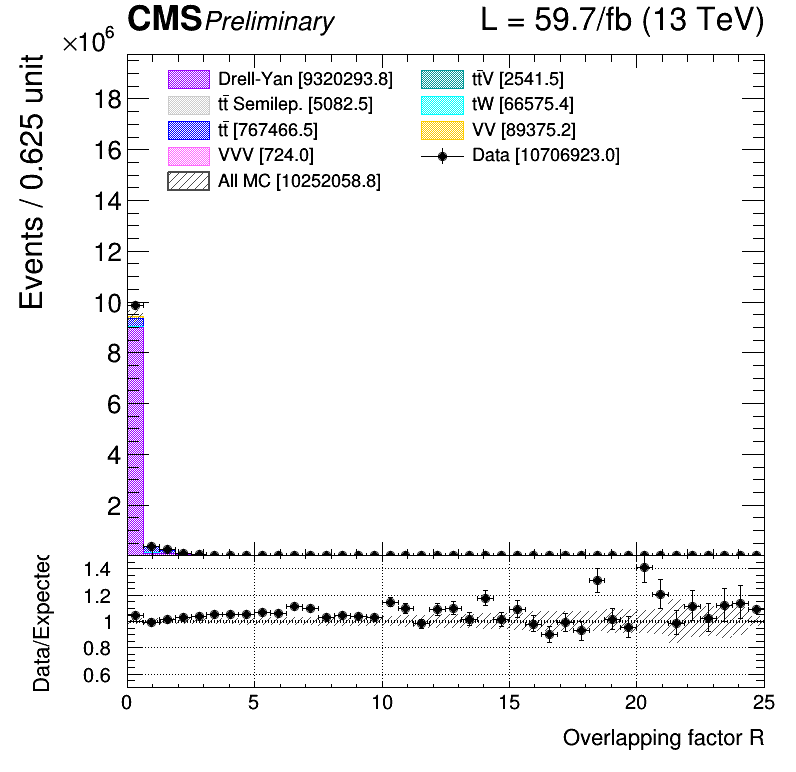 CMS Preliminary L = 59.7/fb (13 TeV)
×10⁶
Events / 0.625 unit
Drell-Yan [9320293.8]
tt̄ Semilep. [5082.5]
tt̄ [767466.5]
VVV [724.0]
All MC [10252058.8]
tt̄V [2541.5]
tW [66575.4]
VV [89375.2]
Data [10706923.0]
18
16
14
12
10
8
6
4
2
Data/Expected
1.4
1.2
1
0.8
0.6
0 5 10 15 20 25
Overlapping factor R